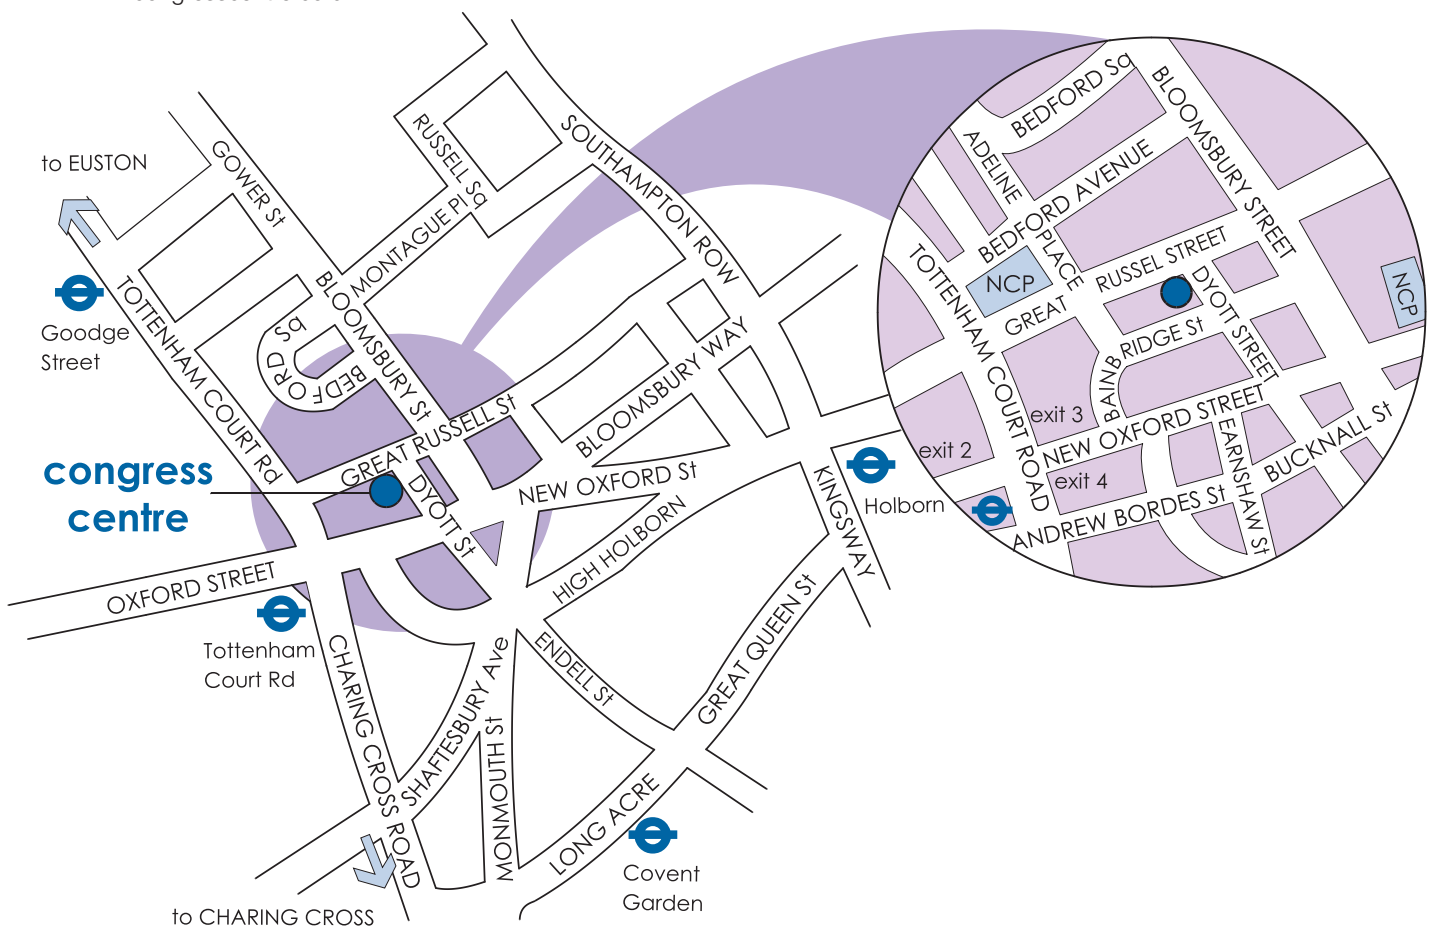 to EUSTON
GOWER St
RUSSELL Sq
MONTAGUE Pl
SOUTHAMPTON ROW
Goodge
Street
TOTTENHAM COURT Rd
BEDFORD Sq
BLOOMSBURY St
GREAT RUSSELL St
BLOOMSBURY WAY
congress
centre
DYOTT St
NEW OXFORD St
HIGH HOLBORN
KINGSWAY
Holborn
OXFORD STREET
Tottenham
Court Rd
CHARING CROSS ROAD
SHAFTESBURY Ave
MONMOUTH St
ENDELL St
GREAT QUEEN St
LONG ACRE
Covent
Garden
to CHARING CROSS
BEDFORD Sq
BLOOMSBURY STREET
ADELINE PLACE
BEDFORD AVENUE
TOTTENHAM COURT ROAD
NCP
GREAT RUSSEL STREET
DYOTT STREET
NCP
BAINBRIDGE St
exit 3
exit 2
NEW OXFORD STREET
exit 4
EARNSHAW St
BUCKNALL St
ANDREW BORDES St